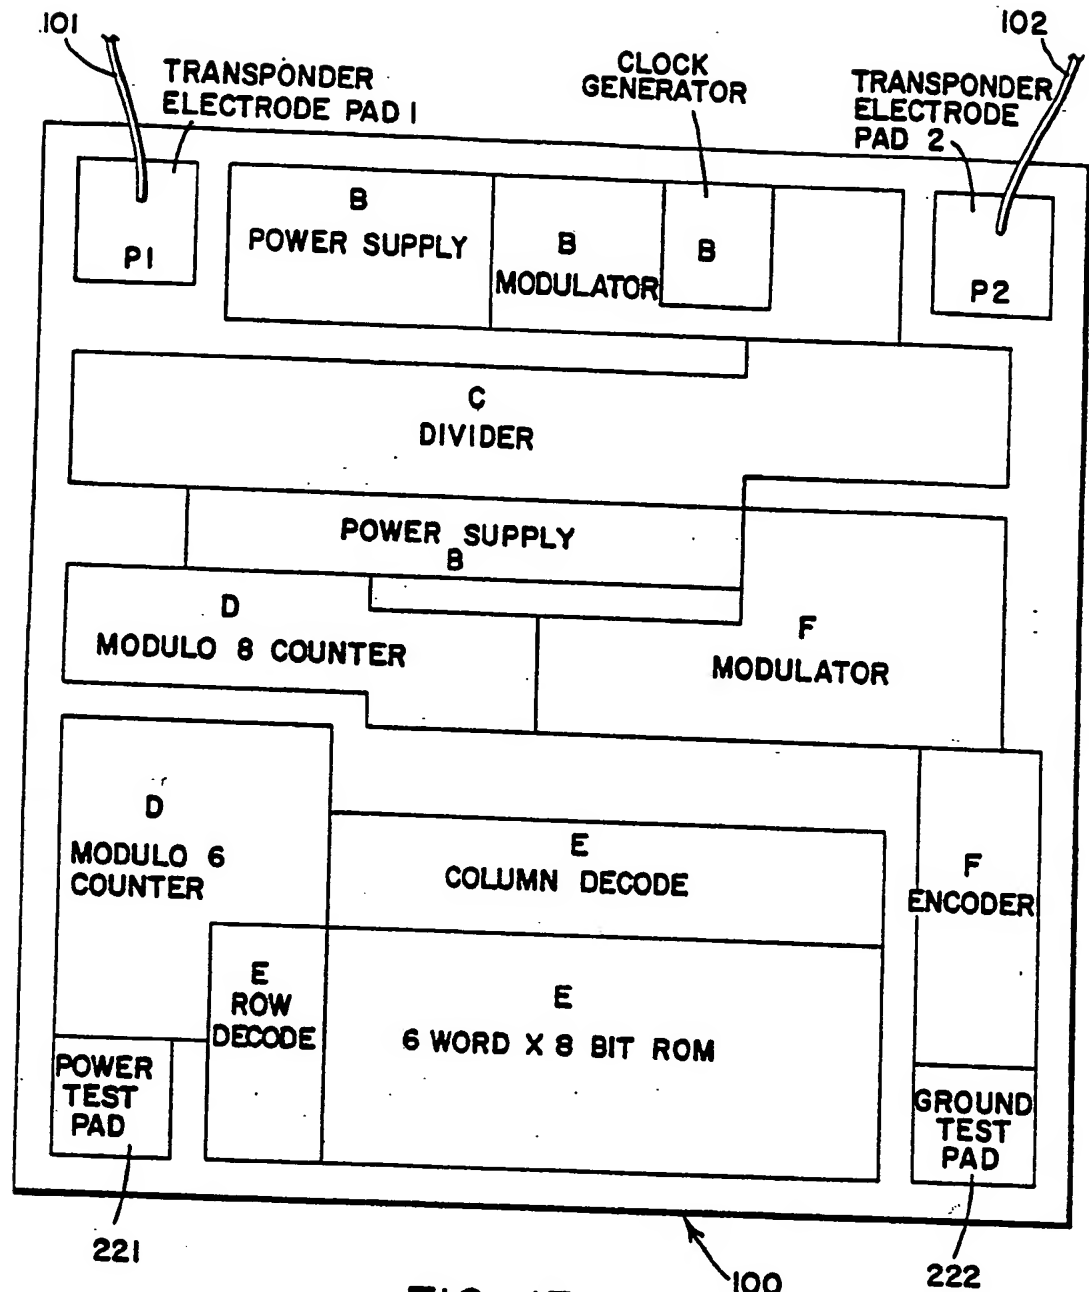 101
102
TRANSPONDER
ELECTRODE PAD 1
CLOCK
GENERATOR
TRANSPONDER
ELECTRODE
PAD 2
P1
B
POWER SUPPLY
B
MODULATOR
B
P2
C
DIVIDER
POWER SUPPLY
B
D
MODULO 8 COUNTER
F
MODULATOR
D
MODULO 6
COUNTER
E
COLUMN DECODE
F
ENCODER
E
ROW
DECODE
E
6 WORD X 8 BIT ROM
POWER
TEST
PAD
GROUND
TEST
PAD
221
100
222